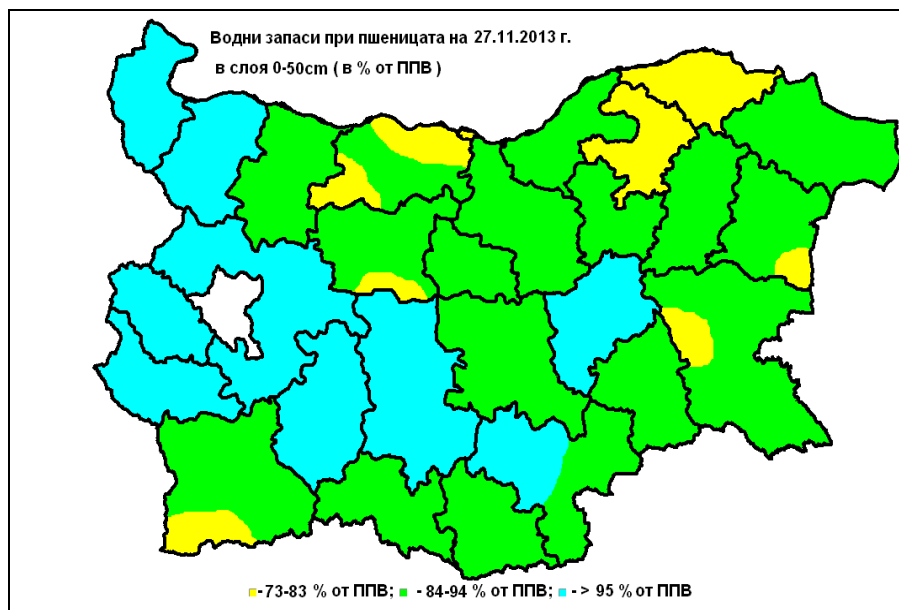 Водни запаси при пшеницата на 27.11.2013 г.
в слоя 0-50cm ( в % от ППВ )
-73-83 % от ППВ; - 84-94 % от ППВ; - > 95 % от ППВ